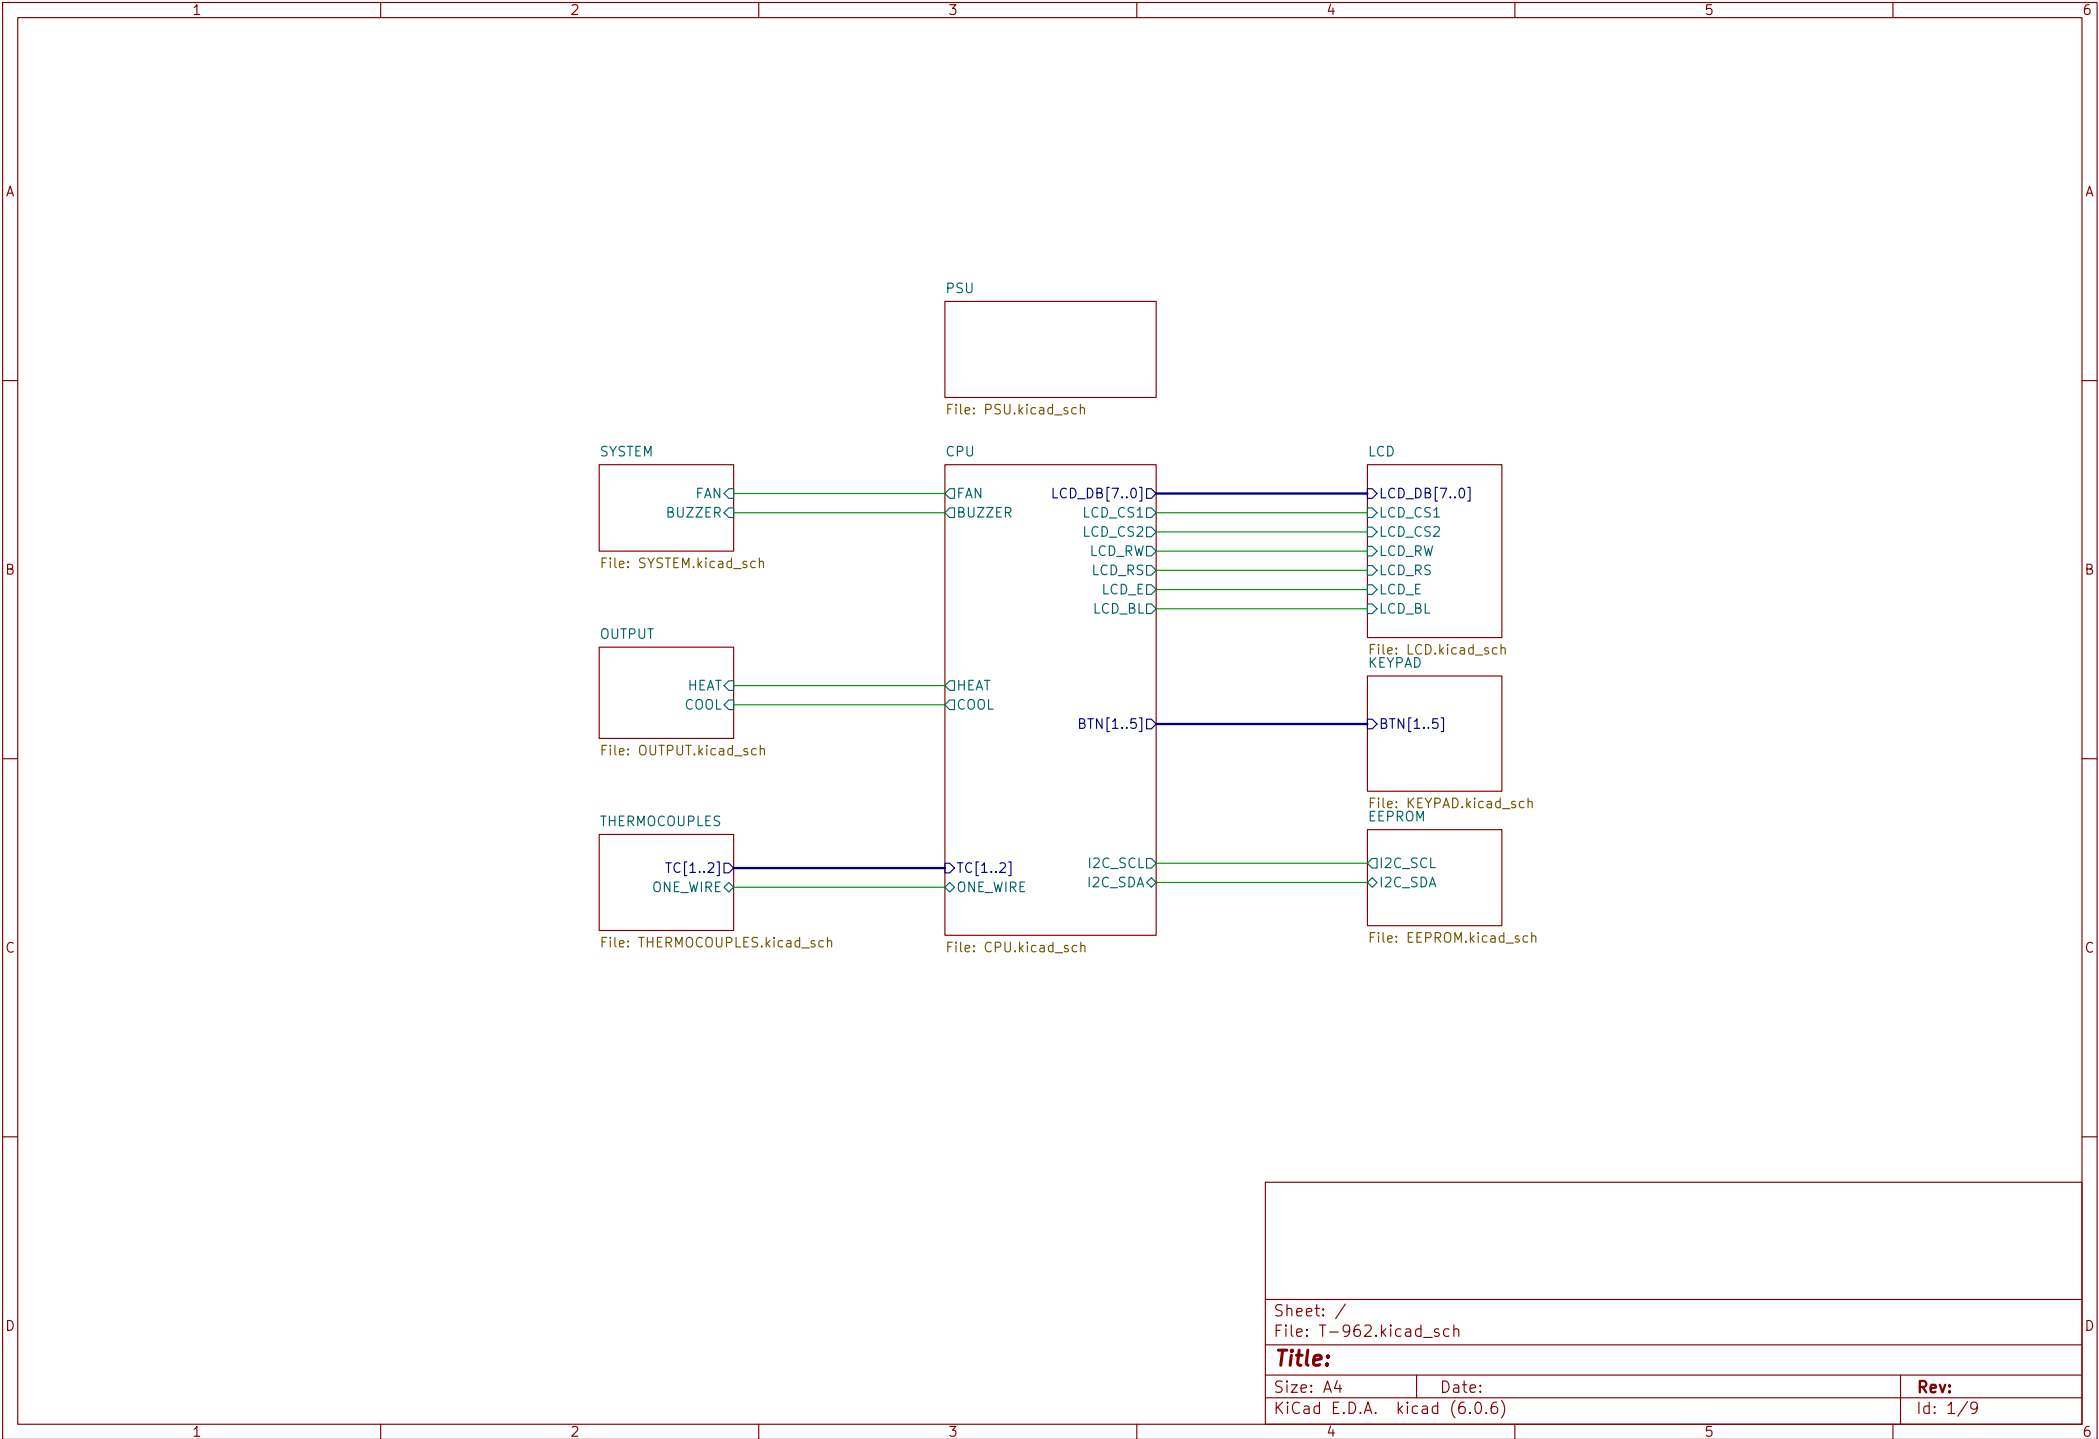 1 2 3 4 5 6
A A
PSU
File: PSU.kicad_sch
SYSTEM
FAN
BUZZER
File: SYSTEM.kicad_sch
CPU
FAN
BUZZER
LCD_DB[7..0]
LCD_CS1
LCD_CS2
LCD_RW
LCD_RS
LCD_E
LCD_BL
LCD
LCD_DB[7..0]
LCD_CS1
LCD_CS2
LCD_RW
LCD_RS
LCD_E
LCD_BL
File: LCD.kicad_sch
B B
OUTPUT
HEAT
COOL
File: OUTPUT.kicad_sch
HEAT
COOL
BTN[1..5]
KEYPAD
BTN[1..5]
File: KEYPAD.kicad_sch
THERMOCOUPLES
TC[1..2]
ONE_WIRE
File: THERMOCOUPLES.kicad_sch
TC[1..2]
ONE_WIRE
I2C_SCL
I2C_SDA
File: CPU.kicad_sch
EEPROM
I2C_SCL
I2C_SDA
File: EEPROM.kicad_sch
C C
D D
Sheet: /
File: T-962.kicad_sch
Title:
Size: A4 Date: Rev:
KiCad E.D.A. kicad (6.0.6) Id: 1/9
1 2 3 4 5 6